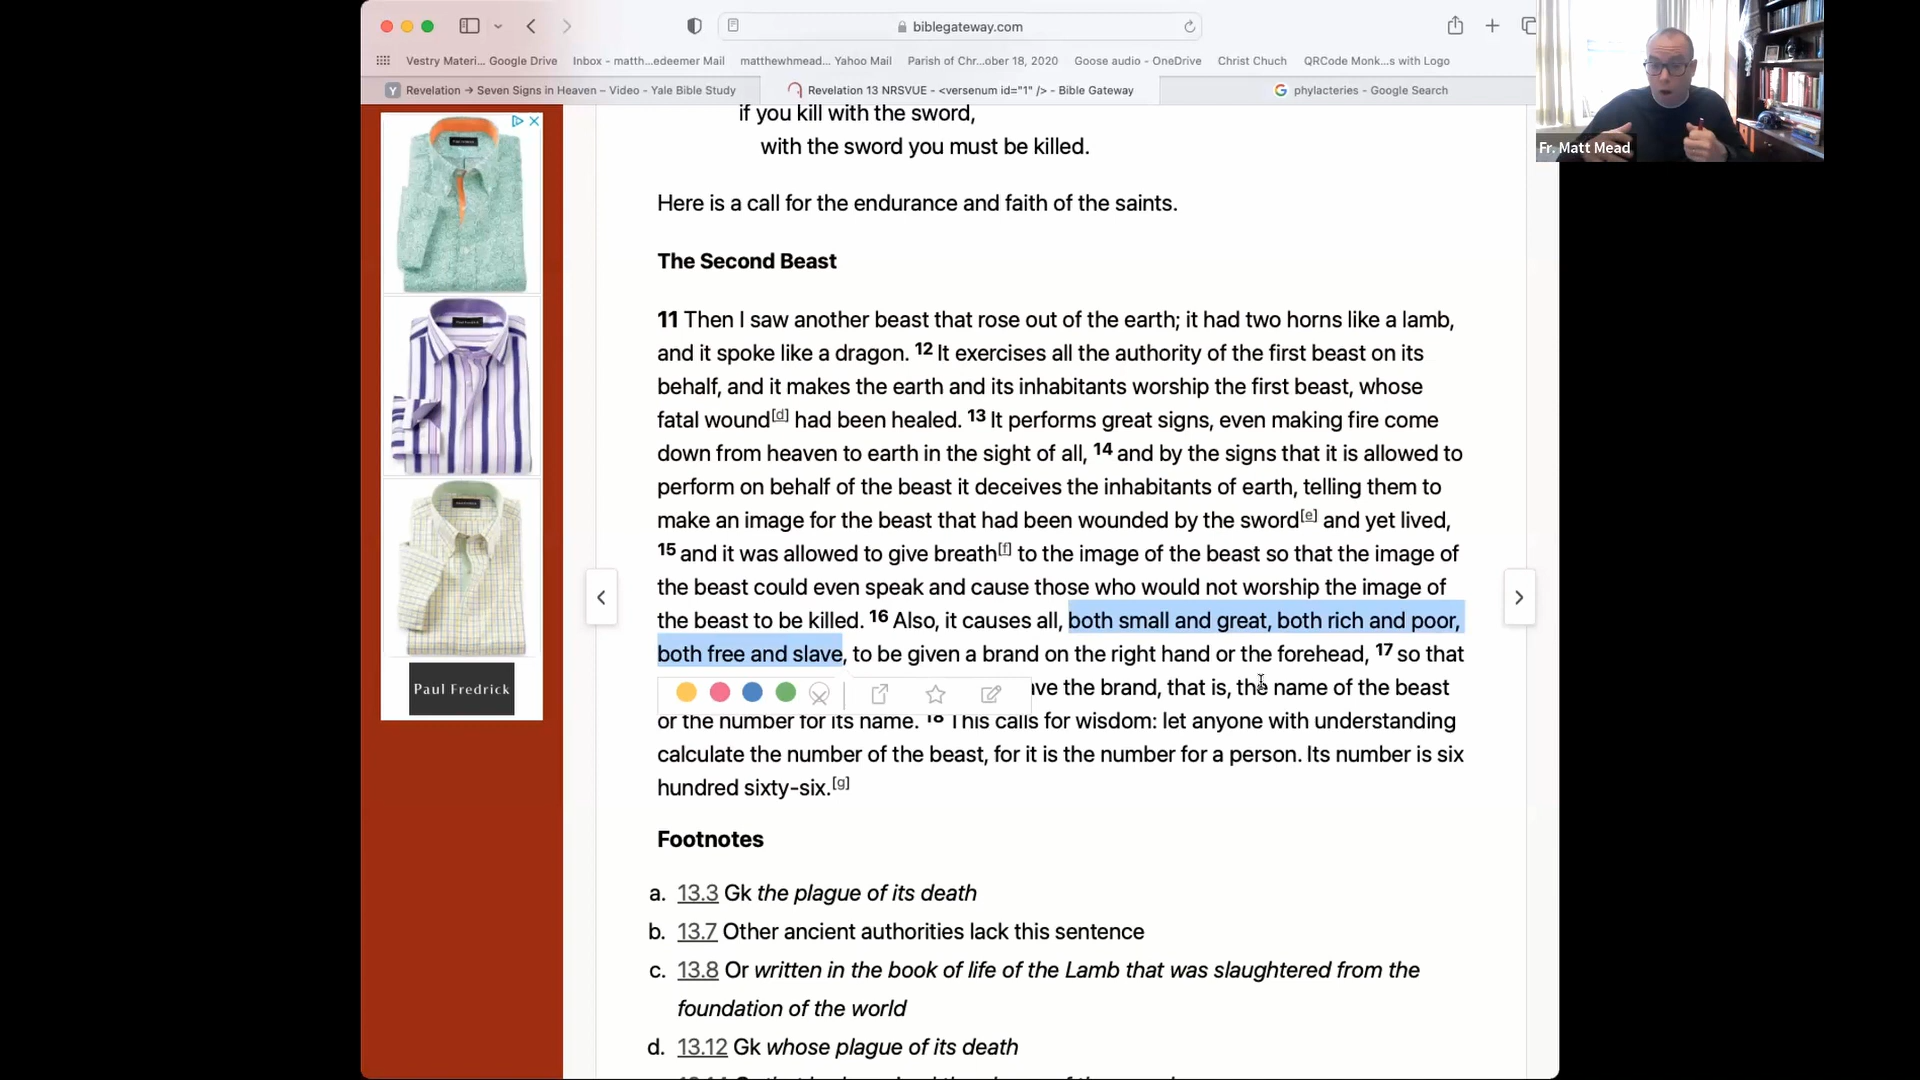 biblegateway.com
Vestry Materi... Google Drive
Inbox - matth...edeemer Mail
matthewhmead... Yahoo Mail
Parish of Chr...ober 18, 2020
Goose audio - OneDrive
Christ Chuch
QRCode Monk...s with Logo
Y Revelation → Seven Signs in Heaven – Video - Yale Bible Study
Revelation 13 NRSVUE - <versenum id="1" /> - Bible Gateway
phylacteries - Google Search
Fr. Matt Mead
Paul Fredrick
if you kill with the sword,
with the sword you must be killed.
Here is a call for the endurance and faith of the saints.
The Second Beast
11 Then I saw another beast that rose out of the earth; it had two horns like a lamb,
and it spoke like a dragon. 12 It exercises all the authority of the first beast on its
behalf, and it makes the earth and its inhabitants worship the first beast, whose
fatal wound[d] had been healed. 13 It performs great signs, even making fire come
down from heaven to earth in the sight of all, 14 and by the signs that it is allowed to
perform on behalf of the beast it deceives the inhabitants of earth, telling them to
make an image for the beast that had been wounded by the sword[e] and yet lived,
15 and it was allowed to give breath[f] to the image of the beast so that the image of
the beast could even speak and cause those who would not worship the image of
the beast to be killed. 16 Also, it causes all, both small and great, both rich and poor,
both free and slave, to be given a brand on the right hand or the forehead, 17 so that
the brand, that is, the name of the beast
or the number for its name. 18 This calls for wisdom: let anyone with understanding
calculate the number of the beast, for it is the number for a person. Its number is six
hundred sixty-six.[g]
Footnotes
a. 13.3 Gk the plague of its death
b. 13.7 Other ancient authorities lack this sentence
c. 13.8 Or written in the book of life of the Lamb that was slaughtered from the
foundation of the world
d. 13.12 Gk whose plague of its death